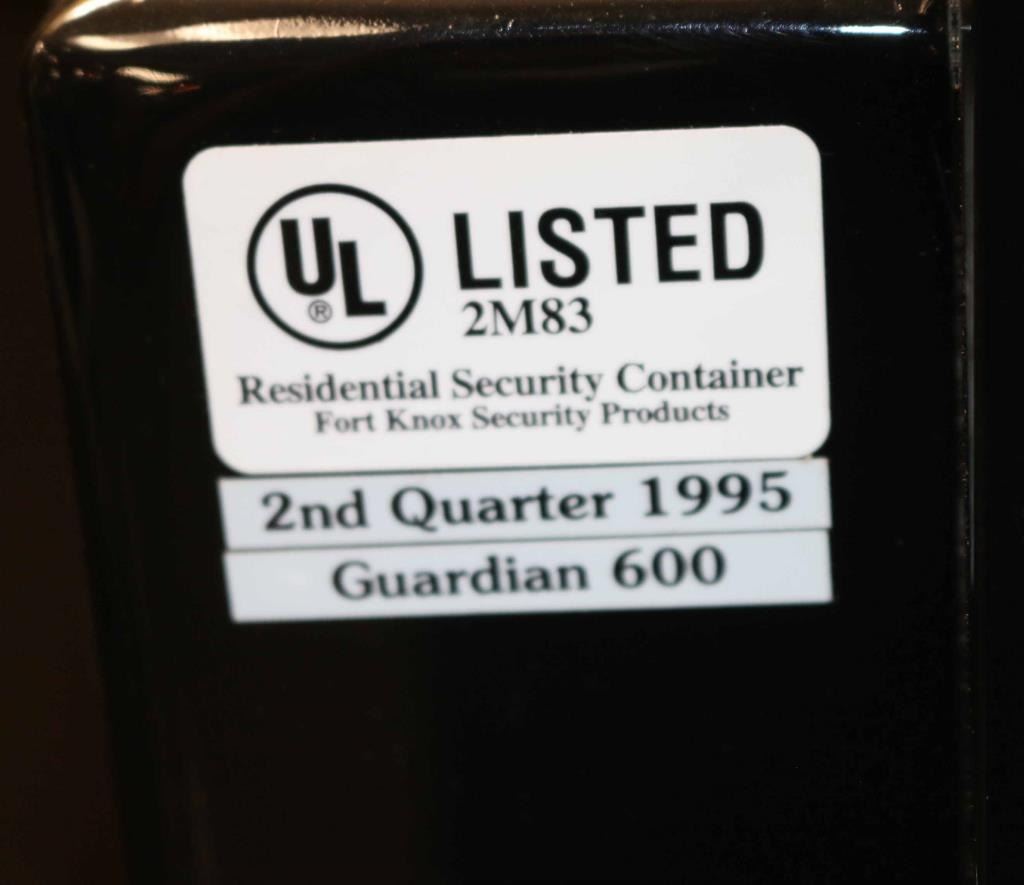 UL® LISTED
2M83
Residential Security Container
Fort Knox Security Products
2nd Quarter 1995
Guardian 600